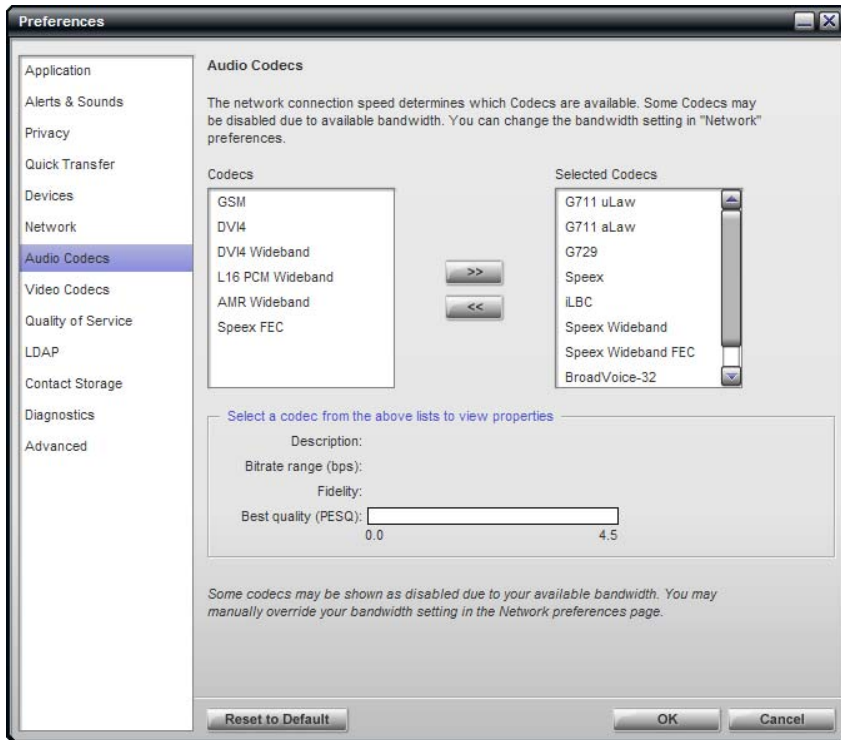 Preferences
Application
Alerts & Sounds
Privacy
Quick Transfer
Devices
Network
Audio Codecs
Video Codecs
Quality of Service
LDAP
Contact Storage
Diagnostics
Advanced
Audio Codecs
The network connection speed determines which Codecs are available. Some Codecs may
be disabled due to available bandwidth. You can change the bandwidth setting in "Network"
preferences.
Codecs
GSM
DVI4
DVI4 Wideband
L16 PCM Wideband
AMR Wideband
Speex FEC
>>
<<
Selected Codecs
G711 uLaw
G711 aLaw
G729
Speex
iLBC
Speex Wideband
Speex Wideband FEC
BroadVoice-32
Select a codec from the above lists to view properties
Description:
Bitrate range (bps):
Fidelity:
Best quality (PESQ):
0.0 4.5
Some codecs may be shown as disabled due to your available bandwidth. You may
manually override your bandwidth setting in the Network preferences page.
Reset to Default
OK
Cancel